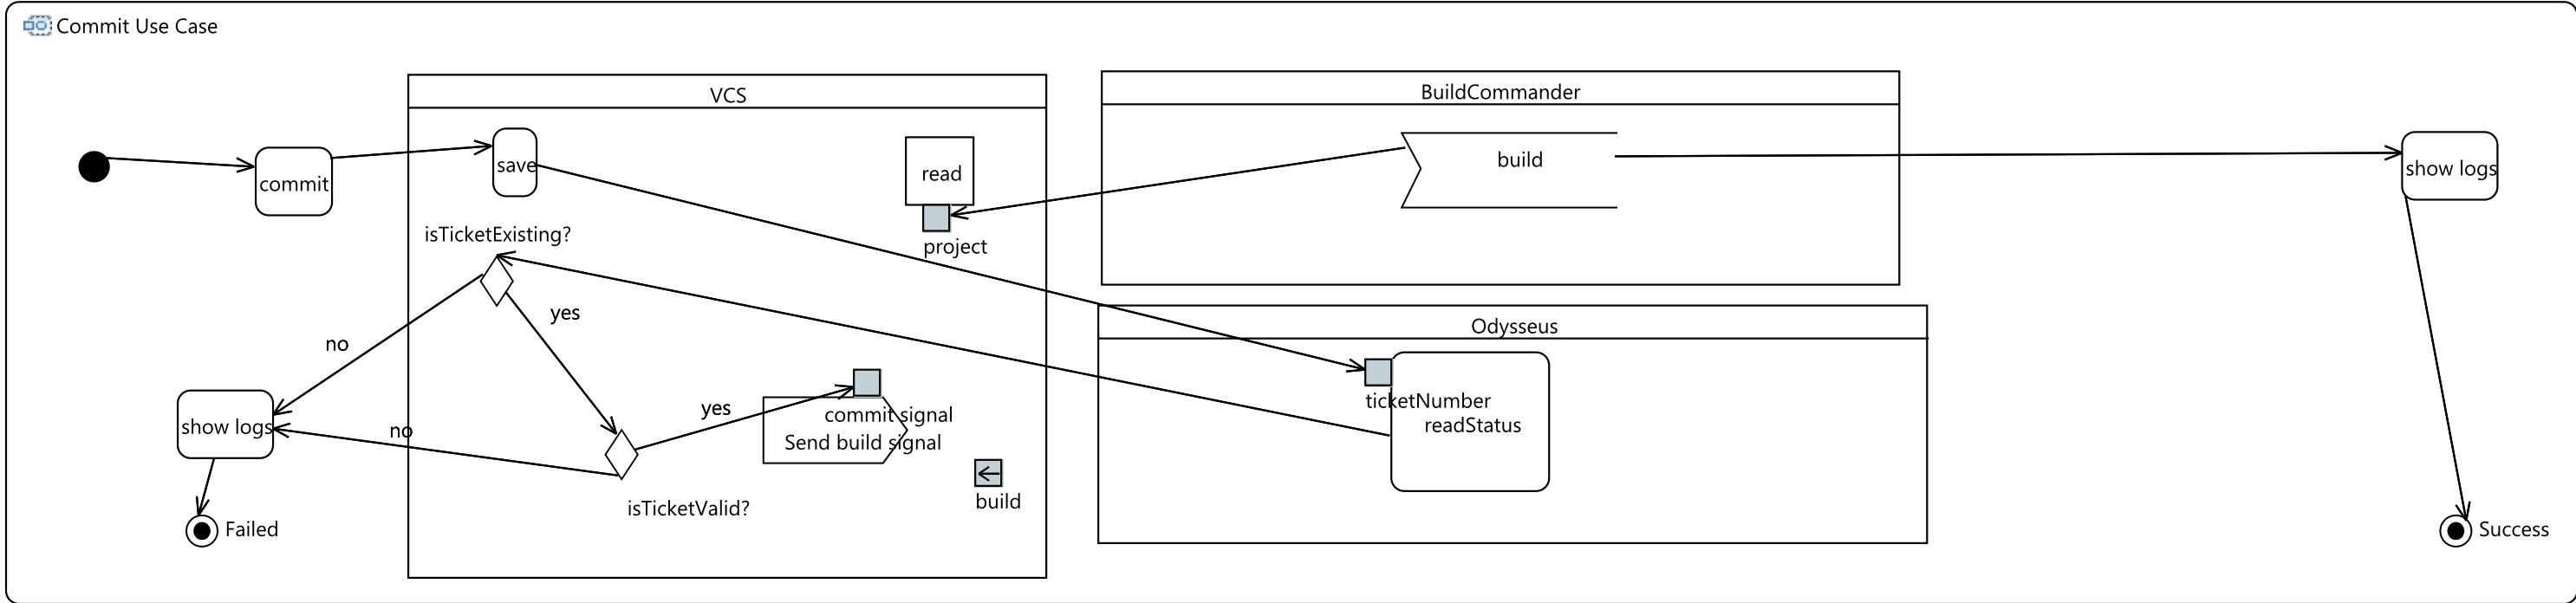 Commit Use Case
VCS
BuildCommander
commit
save
read
project
build
show logs
isTicketExisting?
yes
no
Odysseus
ticketNumber
readStatus
show logs
no
yes
commit signal
Send build signal
build
isTicketValid?
Failed
Success